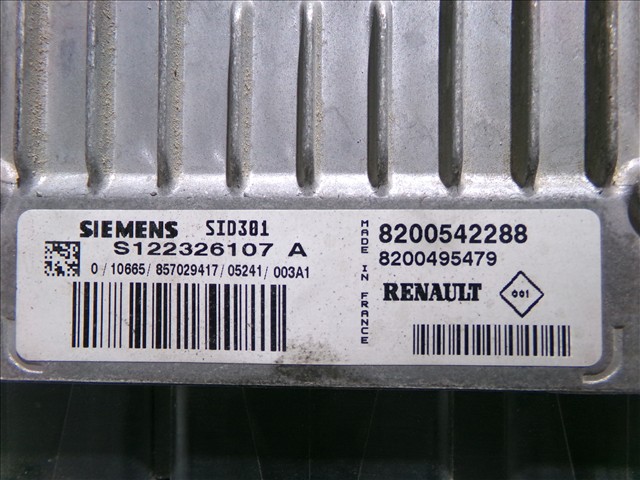 SIEMENS SID301
S122326107 A
0/10665/857029417/05241/003A1
MADE IN FRANCE
8200542288
8200495479
RENAULT 001